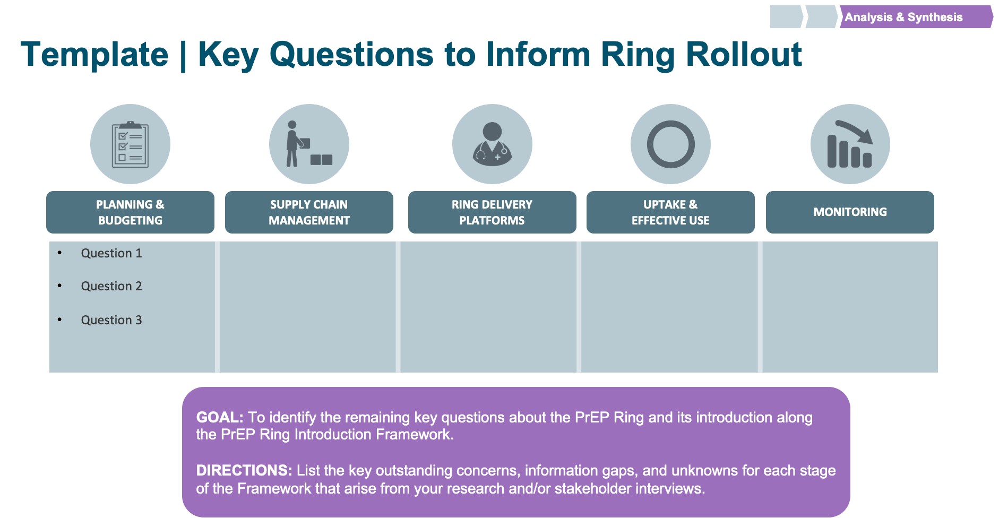 Analysis & Synthesis
Template | Key Questions to Inform Ring Rollout
PLANNING &
BUDGETING
SUPPLY CHAIN
MANAGEMENT
RING DELIVERY
PLATFORMS
UPTAKE &
EFFECTIVE USE
MONITORING
• Question 1
• Question 2
• Question 3
GOAL: To identify the remaining key questions about the PrEP Ring and its introduction along
the PrEP Ring Introduction Framework.
DIRECTIONS: List the key outstanding concerns, information gaps, and unknowns for each stage
of the Framework that arise from your research and/or stakeholder interviews.